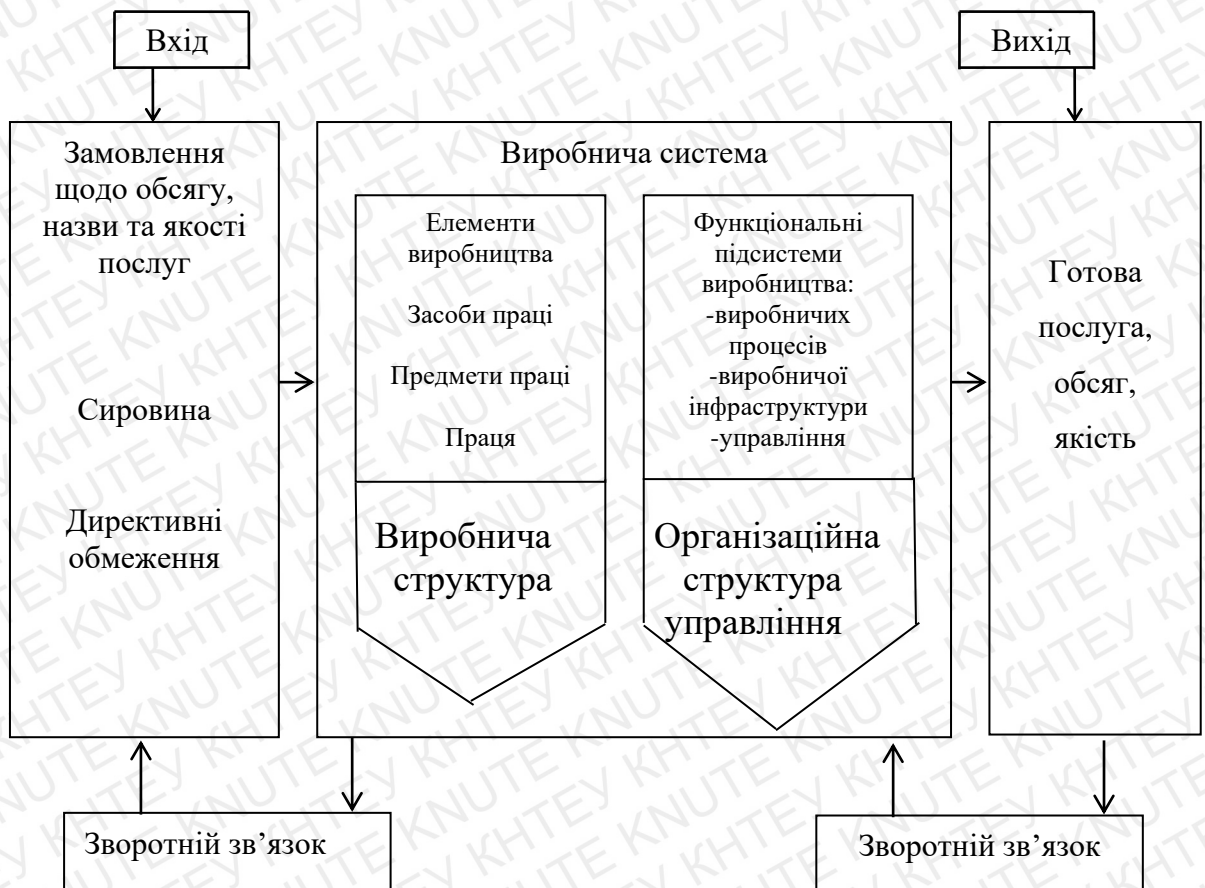 Вхід
Вихід
Замовлення
щодо обсягу,
назви та якості
послуг
Сировина
Директивні
обмеження
Виробнича система
Елементи
виробництва
Засоби праці
Предмети праці
Праця
Виробнича
структура
Функціональні
підсистеми
виробництва:
-виробничих
процесів
-виробничої
інфраструктури
-управління
Організаційна
структура
управління
Готова
послуга,
обсяг,
якість
Зворотній зв’язок
Зворотній зв’язок